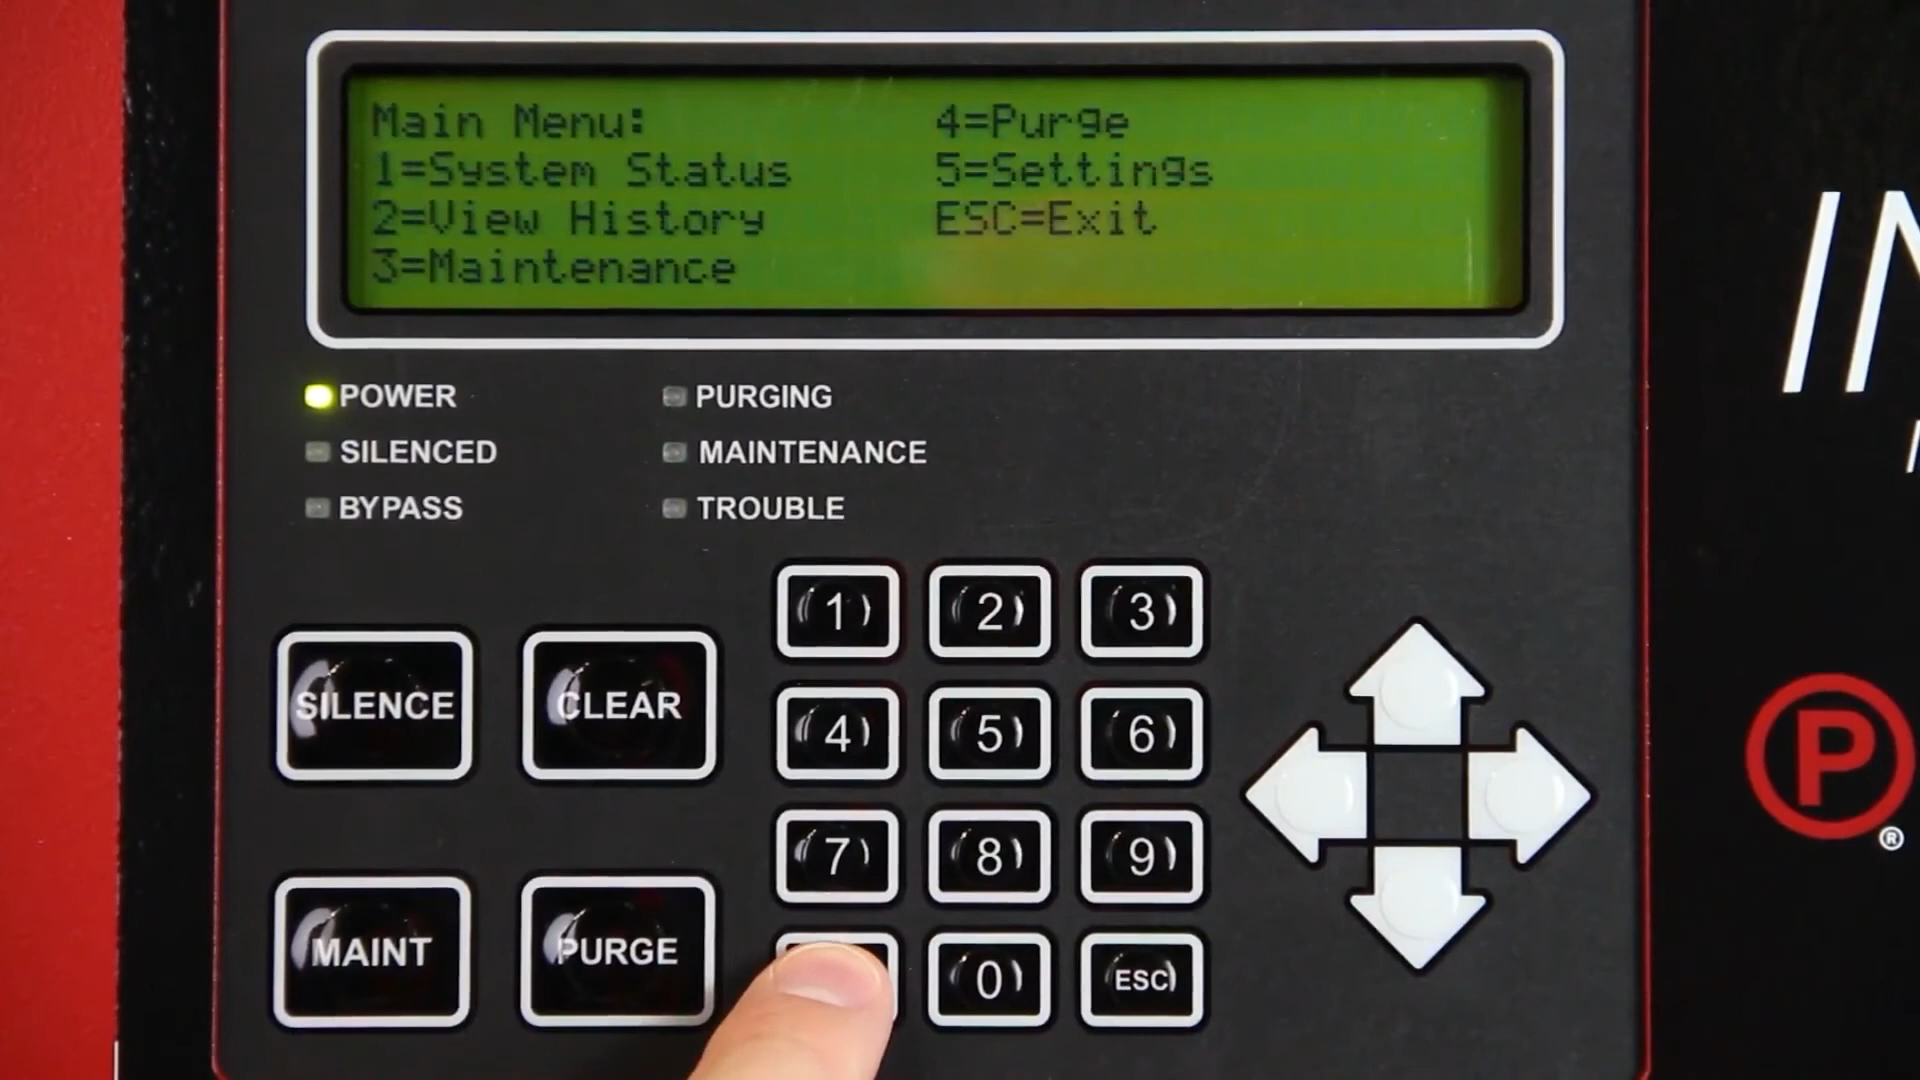 Main Menu:
1=System Status
2=View History
3=Maintenance
4=Purge
5=Settings
ESC=Exit
POWER
SILENCED
BYPASS
PURGING
MAINTENANCE
TROUBLE
SILENCE
CLEAR
MAINT
PURGE
1 2 3
4 5 6
7 8 9
0 ESC
P
®